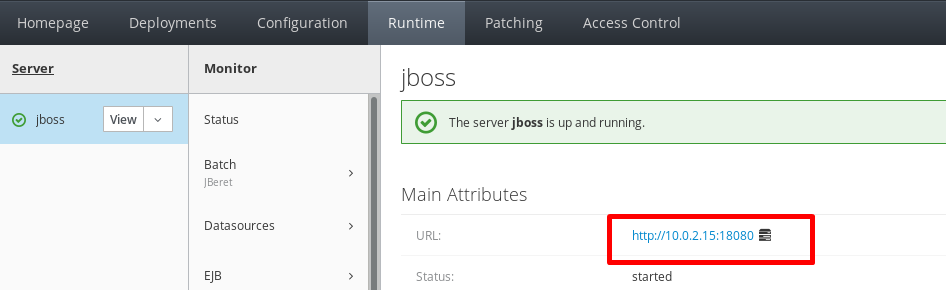 Homepage Deployments Configuration Runtime Patching Access Control
Server
jboss View
Monitor
Status
Batch
JBeret
Datasources
EJB
jboss
The server jboss is up and running.
Main Attributes
URL: http://10.0.2.15:18080
Status: started